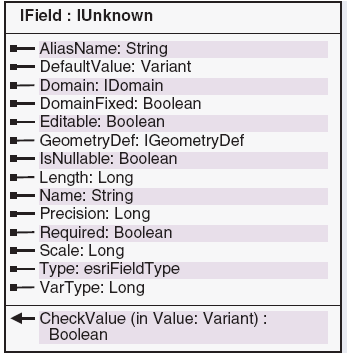 IField : IUnknown
AliasName: String
DefaultValue: Variant
Domain: IDomain
DomainFixed: Boolean
Editable: Boolean
GeometryDef: IGeometryDef
IsNullable: Boolean
Length: Long
Name: String
Precision: Long
Required: Boolean
Scale: Long
Type: esriFieldType
VarType: Long
CheckValue (in Value: Variant) :
Boolean